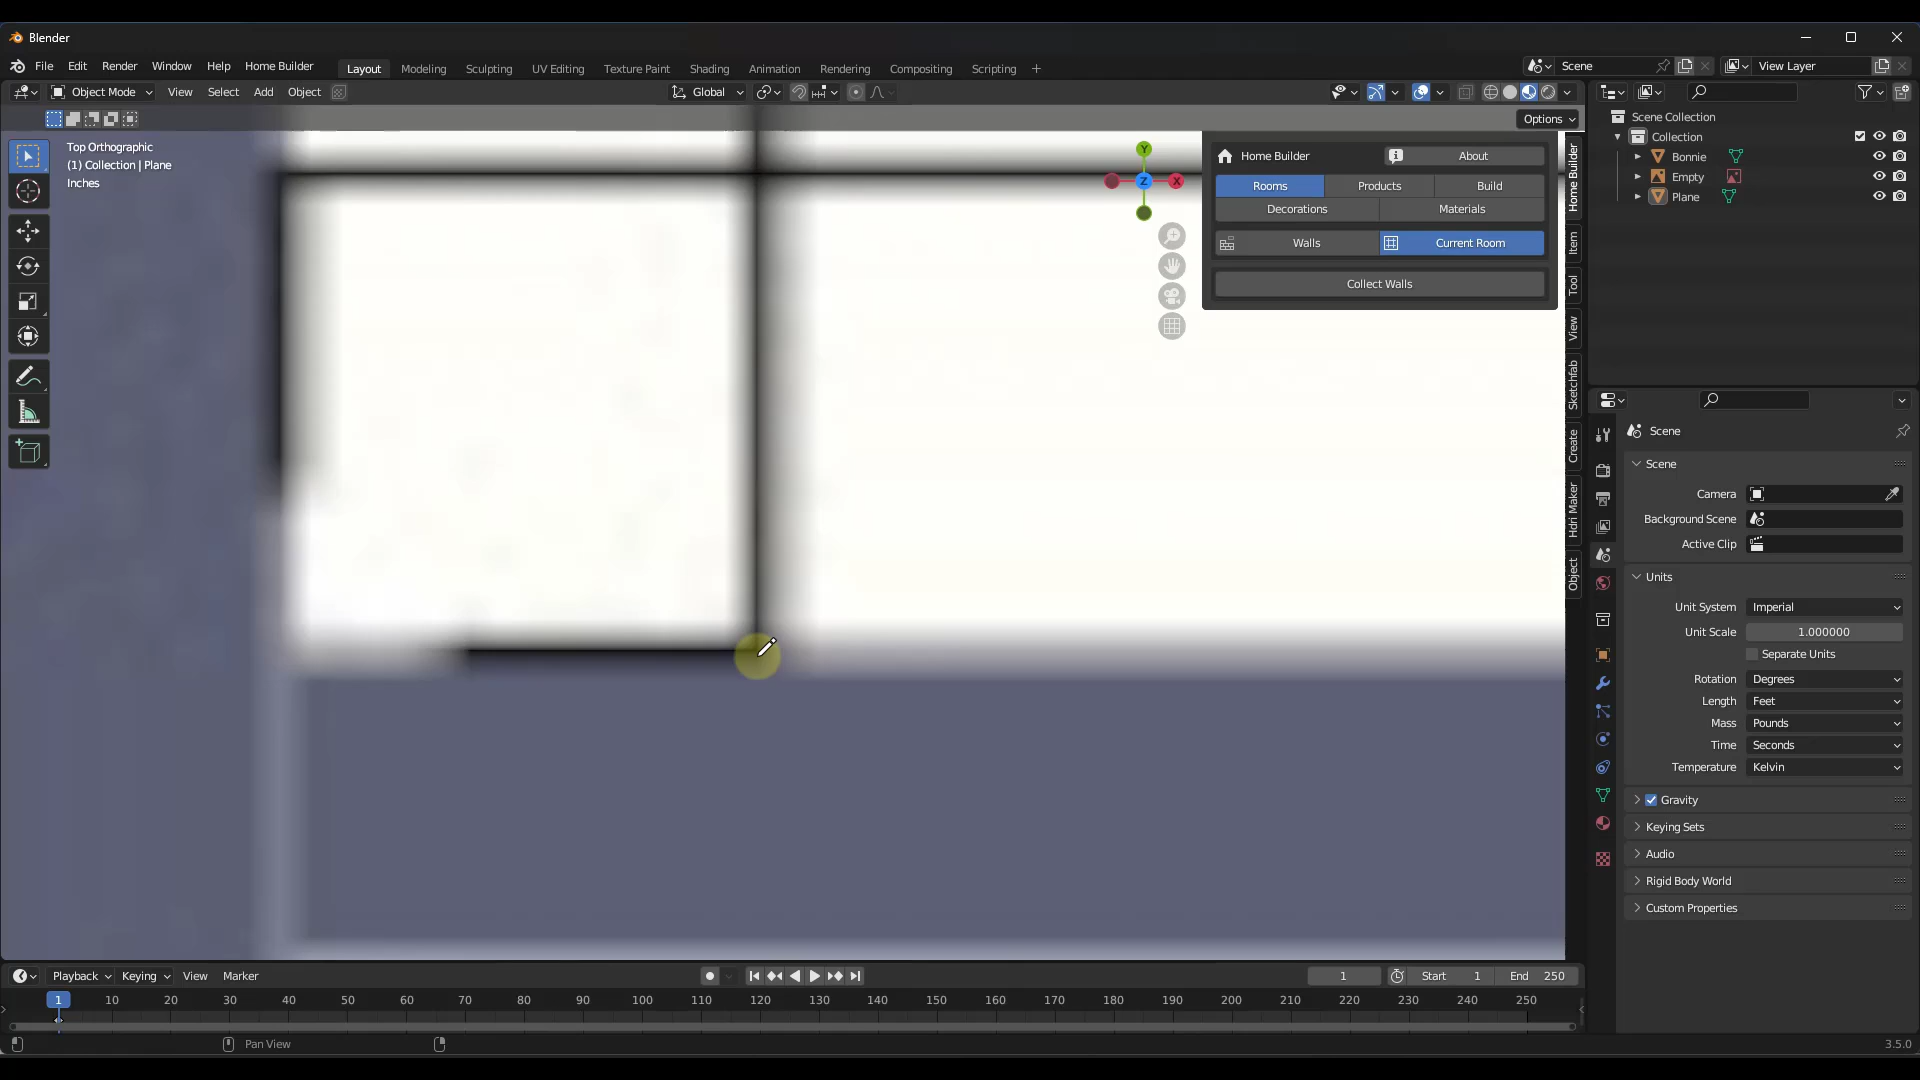 Blender
File Edit Render Window Help Home Builder
Layout Modeling Sculpting UV Editing Texture Paint Shading Animation Rendering Compositing Scripting +
Scene View Layer
Object Mode View Select Add Object Global
Options
Top Orthographic
(1) Collection | Plane
Inches
Y
Z X
Home Builder About
Rooms Products Build
Decorations Materials
Walls Current Room
Collect Walls
Home Builder
Item
Tool
View
Sketchfab
Create
Hdri Maker
Object
Scene Collection
Collection
Bonnie
Empty
Plane
Scene
Scene
Camera
Background Scene
Active Clip
Units
Unit System Imperial
Unit Scale 1.000000
Separate Units
Rotation Degrees
Length Feet
Mass Pounds
Time Seconds
Temperature Kelvin
Gravity
Keying Sets
Audio
Rigid Body World
Custom Properties
Playback Keying View Marker 1 Start 1 End 250
1 10 20 30 40 50 60 70 80 90 100 110 120 130 140 150 160 170 180 190 200 210 220 230 240 250
Pan View 3.5.0